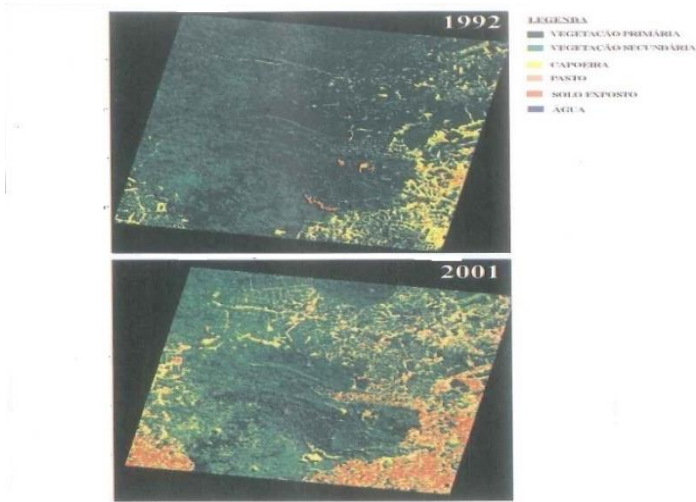 1992
LEGENDA
VEGETAÇÃO PRIMÁRIA
VEGETAÇÃO SECUNDÁRIA
CAPOEIRA
PASTO
SOLO EXPOSTO
ÁGUA
2001